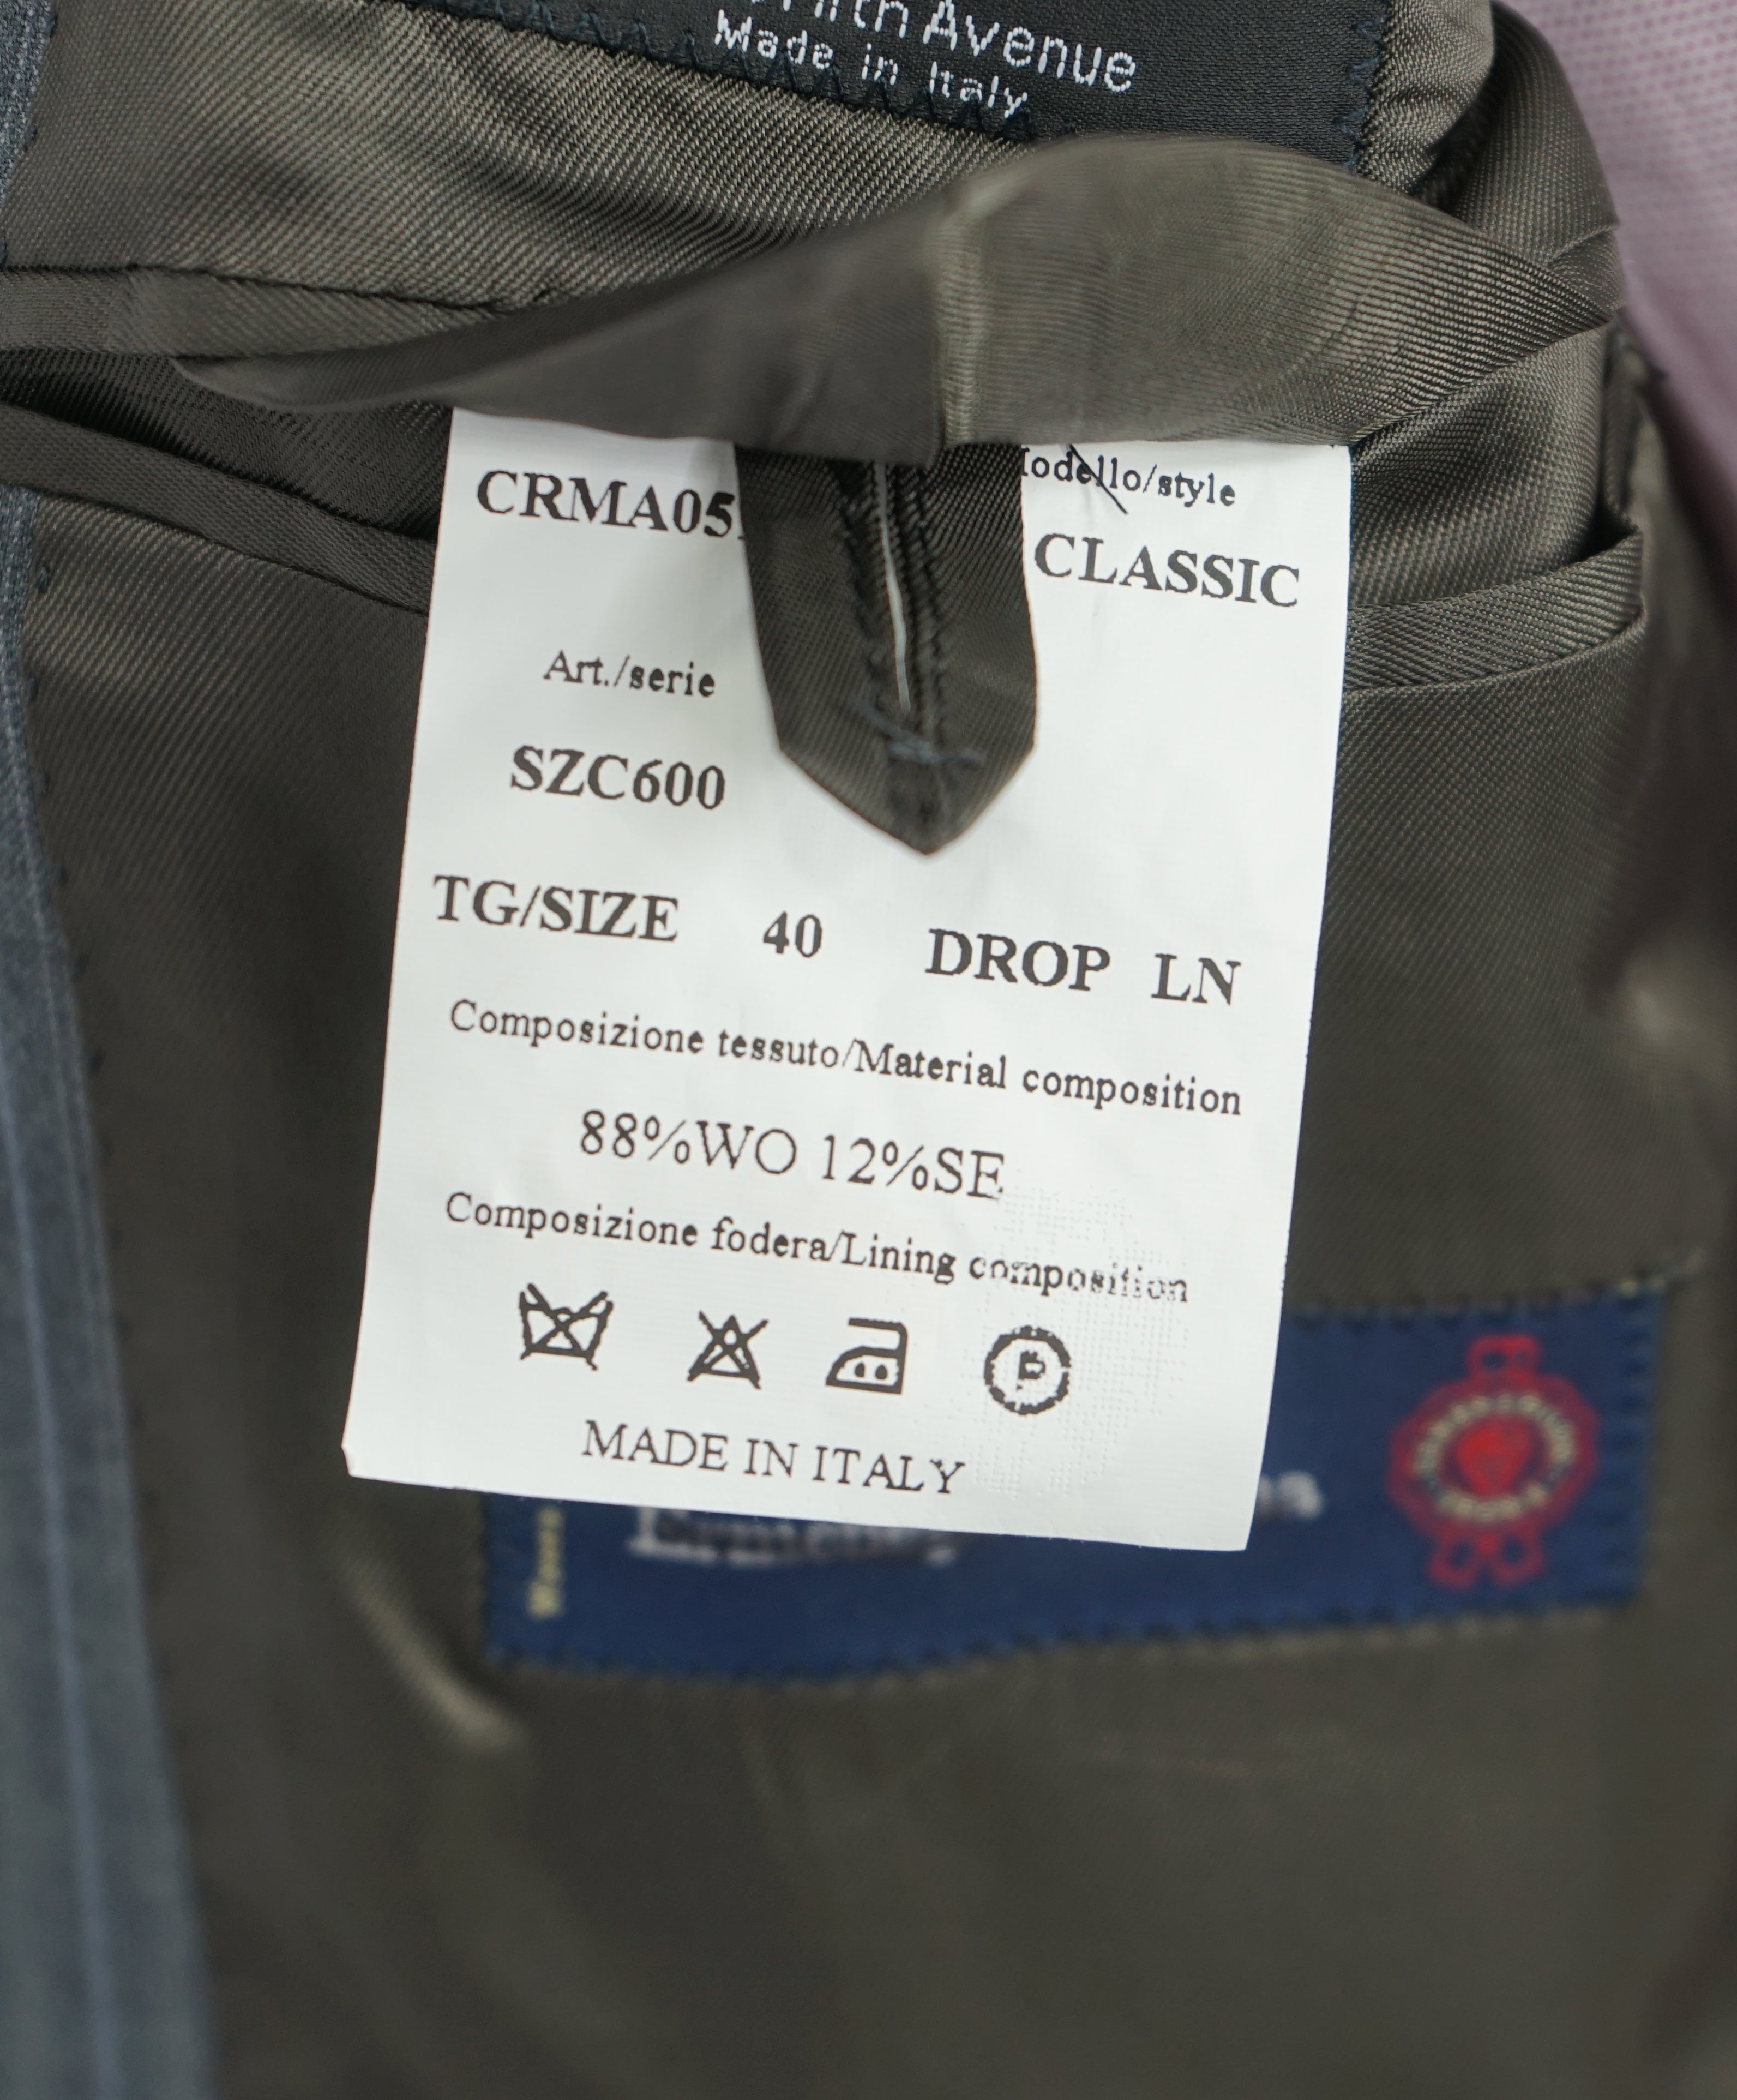 Avenue
Made in Italy
CRMA05
Modello/style
CLASSIC
Art./serie
SZC600
TG/SIZE 40 DROP LN
Composizione tessuto/Material composition
88%WO 12%SE
Composizione fodera/Lining composition
P
MADE IN ITALY